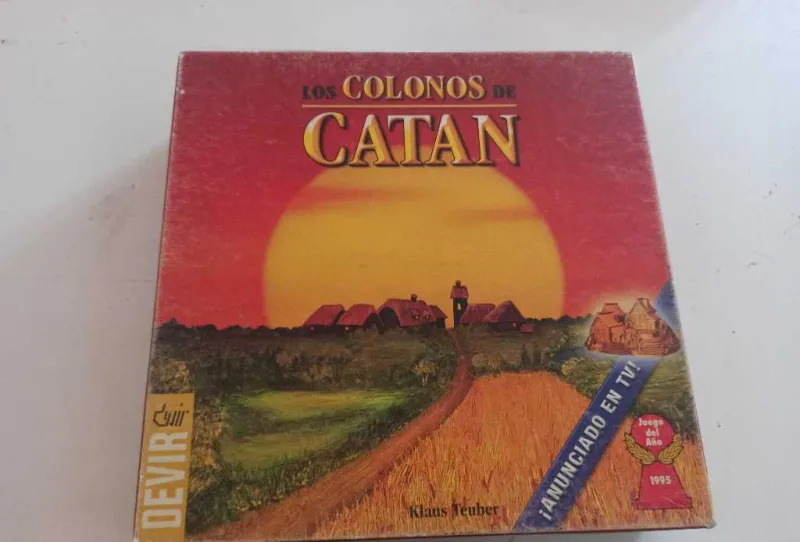 LOS COLONOS DE
CATAN
¡ANUNCIADO EN TV!
Juego
del
Año
1995
DEVIR
Klaus Teuber